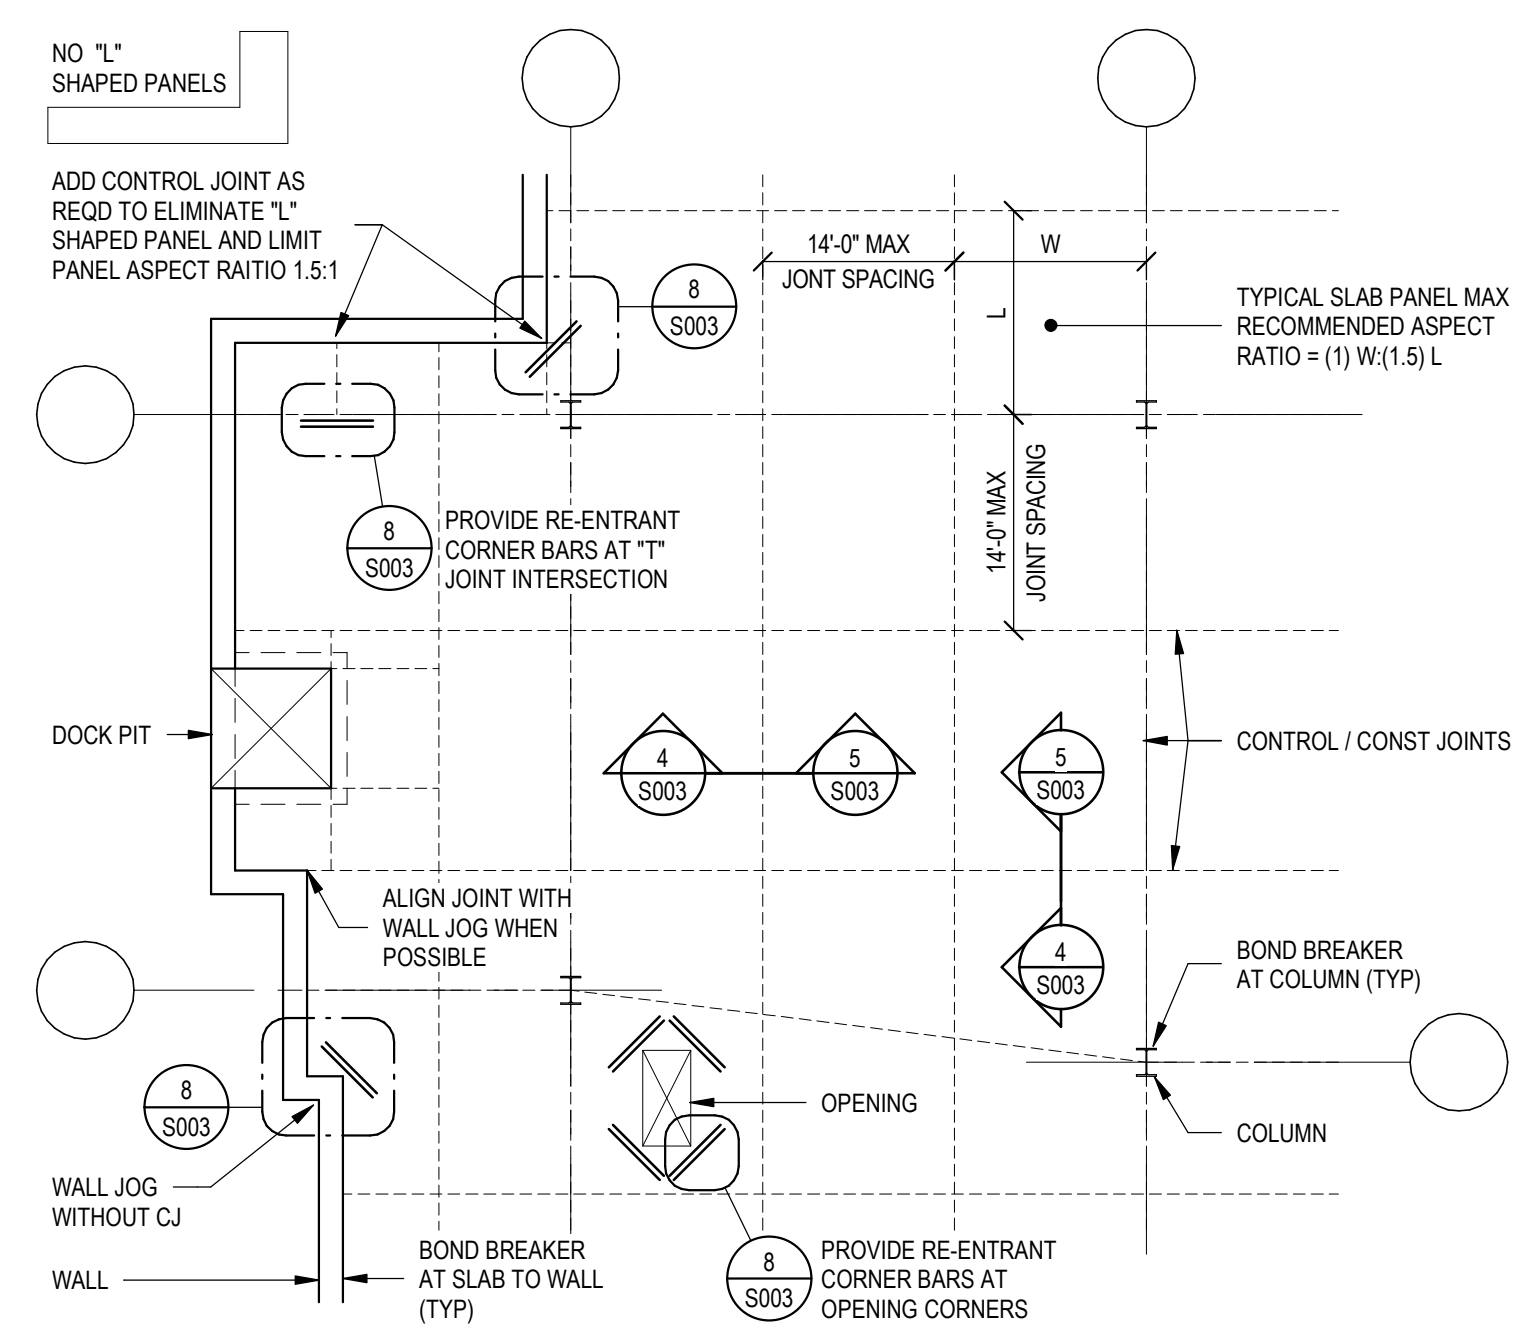 NO "L"
SHAPED PANELS
ADD CONTROL JOINT AS
REQD TO ELIMINATE "L"
SHAPED PANEL AND LIMIT
PANEL ASPECT RAITIO 1.5:1
8
S003
14'-0" MAX
JONT SPACING
W
L
TYPICAL SLAB PANEL MAX
RECOMMENDED ASPECT
RATIO = (1) W:(1.5) L
14'-0" MAX
JOINT SPACING
8
S003
PROVIDE RE-ENTRANT
CORNER BARS AT "T"
JOINT INTERSECTION
DOCK PIT
4
S003
5
S003
5
S003
CONTROL / CONST JOINTS
ALIGN JOINT WITH
WALL JOG WHEN
POSSIBLE
4
S003
BOND BREAKER
AT COLUMN (TYP)
8
S003
OPENING
COLUMN
WALL JOG
WITHOUT CJ
WALL
BOND BREAKER
AT SLAB TO WALL
(TYP)
8
S003
PROVIDE RE-ENTRANT
CORNER BARS AT
OPENING CORNERS